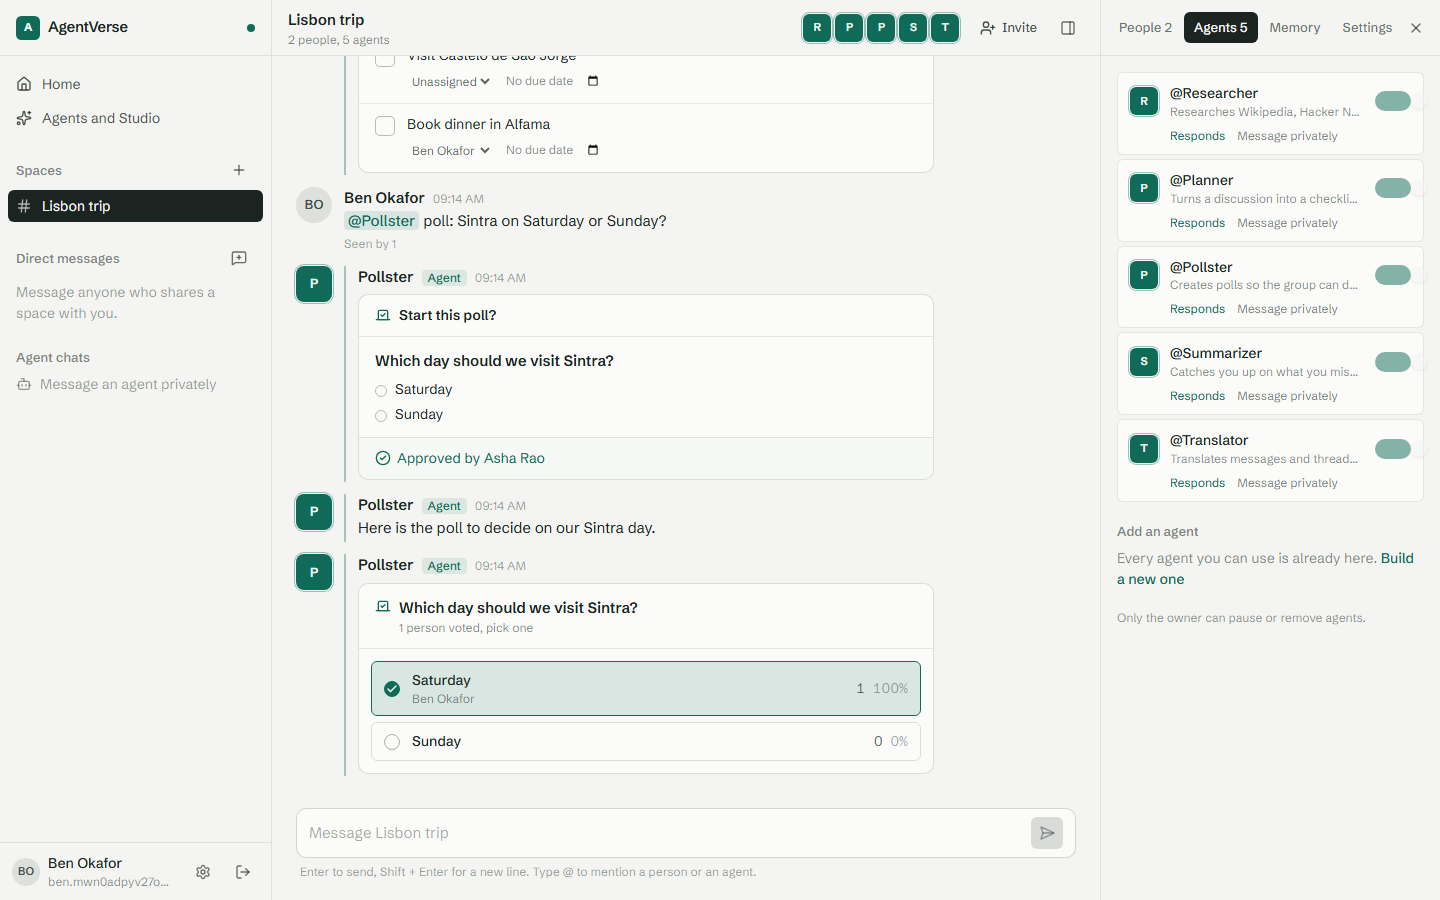 A AgentVerse
Home
Agents and Studio
Spaces
Lisbon trip
Direct messages
Message anyone who shares a
space with you.
Agent chats
Message an agent privately
BO Ben Okafor
ben.mwn0adpyv27o...
Lisbon trip
2 people, 5 agents
R P P S T Invite
Visit Castelo de São Jorge
Unassigned No due date
Book dinner in Alfama
Ben Okafor No due date
BO Ben Okafor 09:14 AM
@Pollster poll: Sintra on Saturday or Sunday?
Seen by 1
P Pollster Agent 09:14 AM
Start this poll?
Which day should we visit Sintra?
Saturday
Sunday
Approved by Asha Rao
P Pollster Agent 09:14 AM
Here is the poll to decide on our Sintra day.
P Pollster Agent 09:14 AM
Which day should we visit Sintra?
1 person voted, pick one
Saturday 1 100%
Ben Okafor
Sunday 0 0%
Message Lisbon trip
Enter to send, Shift + Enter for a new line. Type @ to mention a person or an agent.
People 2 Agents 5 Memory Settings
R @Researcher
Researches Wikipedia, Hacker N...
Responds Message privately
P @Planner
Turns a discussion into a checkli...
Responds Message privately
P @Pollster
Creates polls so the group can d...
Responds Message privately
S @Summarizer
Catches you up on what you mis...
Responds Message privately
T @Translator
Translates messages and thread...
Responds Message privately
Add an agent
Every agent you can use is already here. Build
a new one
Only the owner can pause or remove agents.